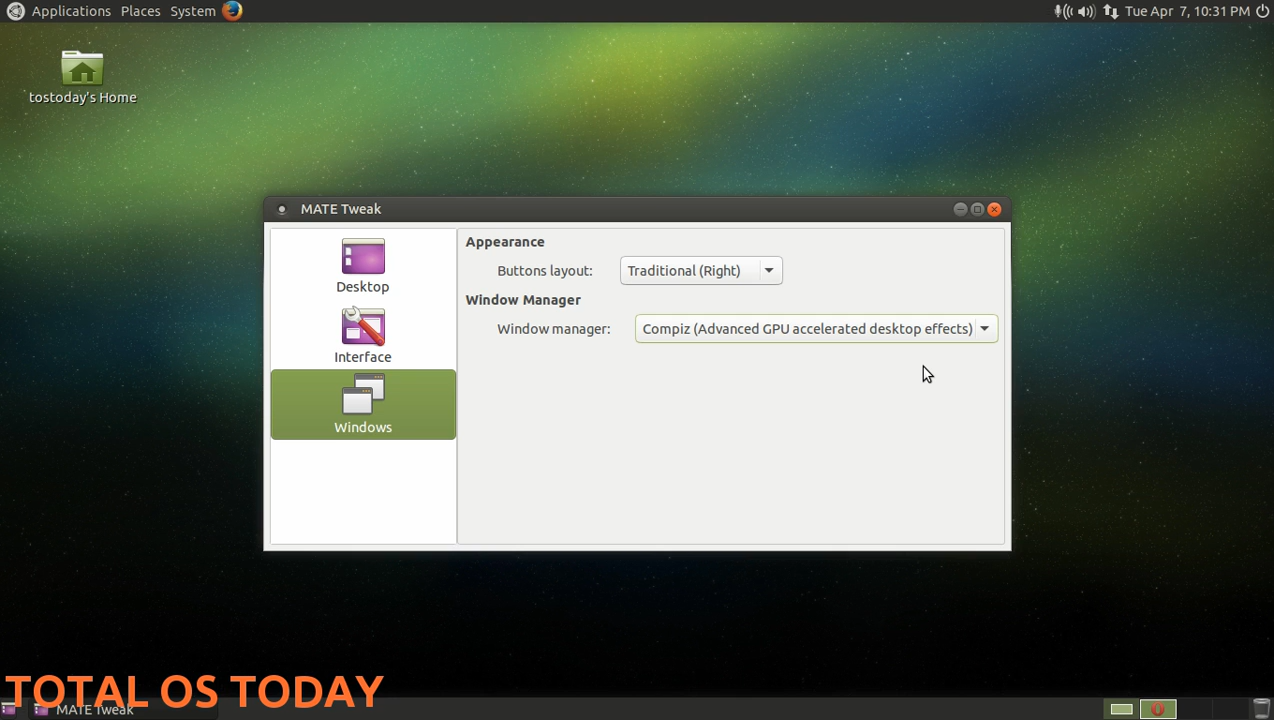 Applications Places System Tue Apr 7, 10:31 PM
tostoday's Home
MATE Tweak
Desktop
Interface
Windows
Appearance
Buttons layout: Traditional (Right)
Window Manager
Window manager: Compiz (Advanced GPU accelerated desktop effects)
TOTAL OS TODAY
MATE Tweak